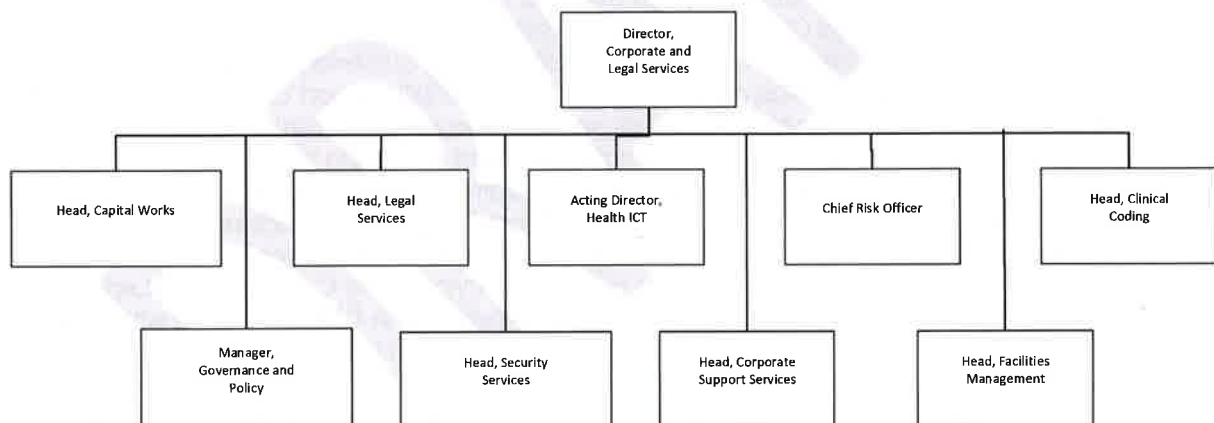 Director,
Corporate and
Legal Services
Head, Capital Works
Head, Legal
Services
Acting Director,
Health ICT
Chief Risk Officer
Head, Clinical
Coding
Manager,
Governance and
Policy
Head, Security
Services
Head, Corporate
Support Services
Head, Facilities
Management